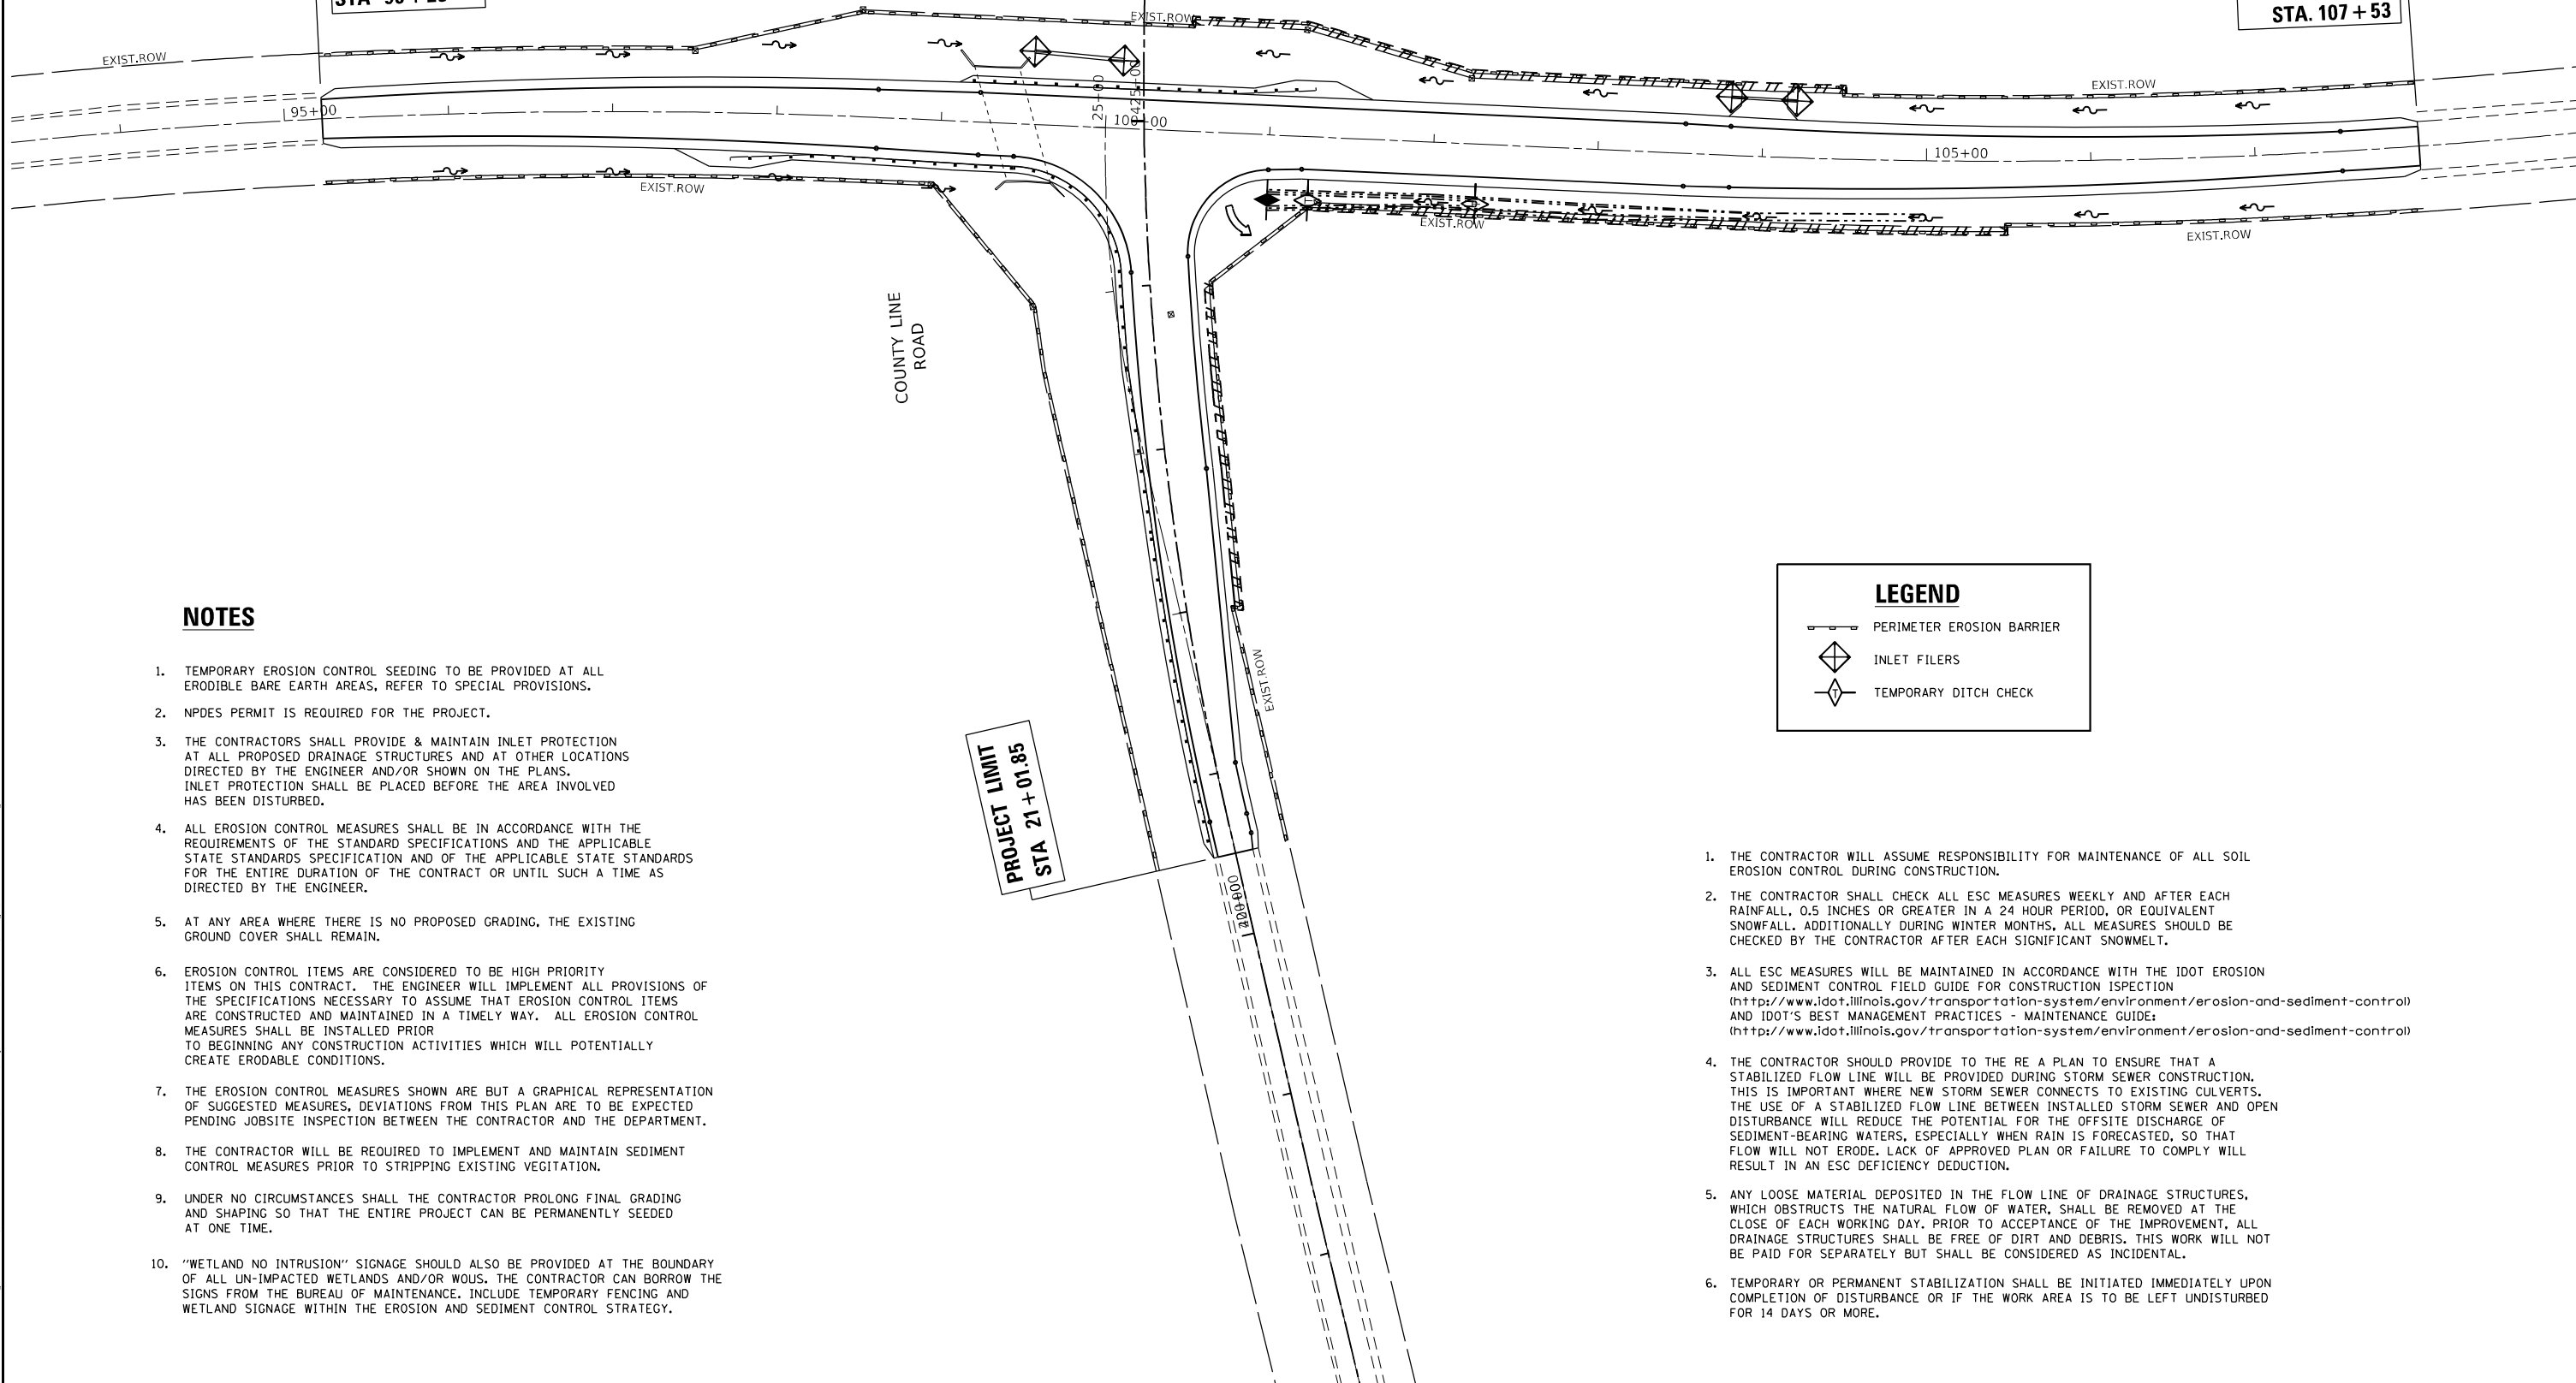 STA. 107+53
EXIST.ROW
EXIST.ROW
EXIST.ROW
95+00
25+00
100+00
105+00
EXIST.ROW
EXIST.ROW
EXIST.ROW
COUNTY LINE
ROAD
EXIST.ROW
PROJECT LIMIT
STA 21+01.85
LEGEND
PERIMETER EROSION BARRIER
INLET FILERS
T TEMPORARY DITCH CHECK
NOTES
1. TEMPORARY EROSION CONTROL SEEDING TO BE PROVIDED AT ALL
ERODIBLE BARE EARTH AREAS, REFER TO SPECIAL PROVISIONS.
2. NPDES PERMIT IS REQUIRED FOR THE PROJECT.
3. THE CONTRACTORS SHALL PROVIDE & MAINTAIN INLET PROTECTION
AT ALL PROPOSED DRAINAGE STRUCTURES AND AT OTHER LOCATIONS
DIRECTED BY THE ENGINEER AND/OR SHOWN ON THE PLANS.
INLET PROTECTION SHALL BE PLACED BEFORE THE AREA INVOLVED
HAS BEEN DISTURBED.
4. ALL EROSION CONTROL MEASURES SHALL BE IN ACCORDANCE WITH THE
REQUIREMENTS OF THE STANDARD SPECIFICATIONS AND THE APPLICABLE
STATE STANDARDS SPECIFICATION AND OF THE APPLICABLE STATE STANDARDS
FOR THE ENTIRE DURATION OF THE CONTRACT OR UNTIL SUCH A TIME AS
DIRECTED BY THE ENGINEER.
5. AT ANY AREA WHERE THERE IS NO PROPOSED GRADING, THE EXISTING
GROUND COVER SHALL REMAIN.
6. EROSION CONTROL ITEMS ARE CONSIDERED TO BE HIGH PRIORITY
ITEMS ON THIS CONTRACT. THE ENGINEER WILL IMPLEMENT ALL PROVISIONS OF
THE SPECIFICATIONS NECESSARY TO ASSUME THAT EROSION CONTROL ITEMS
ARE CONSTRUCTED AND MAINTAINED IN A TIMELY WAY. ALL EROSION CONTROL
MEASURES SHALL BE INSTALLED PRIOR
TO BEGINNING ANY CONSTRUCTION ACTIVITIES WHICH WILL POTENTIALLY
CREATE ERODABLE CONDITIONS.
7. THE EROSION CONTROL MEASURES SHOWN ARE BUT A GRAPHICAL REPRESENTATION
OF SUGGESTED MEASURES, DEVIATIONS FROM THIS PLAN ARE TO BE EXPECTED
PENDING JOBSITE INSPECTION BETWEEN THE CONTRACTOR AND THE DEPARTMENT.
8. THE CONTRACTOR WILL BE REQUIRED TO IMPLEMENT AND MAINTAIN SEDIMENT
CONTROL MEASURES PRIOR TO STRIPPING EXISTING VEGITATION.
9. UNDER NO CIRCUMSTANCES SHALL THE CONTRACTOR PROLONG FINAL GRADING
AND SHAPING SO THAT THE ENTIRE PROJECT CAN BE PERMANENTLY SEEDED
AT ONE TIME.
10. "WETLAND NO INTRUSION" SIGNAGE SHOULD ALSO BE PROVIDED AT THE BOUNDARY
OF ALL UN-IMPACTED WETLANDS AND/OR WOUS. THE CONTRACTOR CAN BORROW THE
SIGNS FROM THE BUREAU OF MAINTENANCE. INCLUDE TEMPORARY FENCING AND
WETLAND SIGNAGE WITHIN THE EROSION AND SEDIMENT CONTROL STRATEGY.
1. THE CONTRACTOR WILL ASSUME RESPONSIBILITY FOR MAINTENANCE OF ALL SOIL
EROSION CONTROL DURING CONSTRUCTION.
2. THE CONTRACTOR SHALL CHECK ALL ESC MEASURES WEEKLY AND AFTER EACH
RAINFALL, 0.5 INCHES OR GREATER IN A 24 HOUR PERIOD, OR EQUIVALENT
SNOWFALL. ADDITIONALLY DURING WINTER MONTHS, ALL MEASURES SHOULD BE
CHECKED BY THE CONTRACTOR AFTER EACH SIGNIFICANT SNOWMELT.
3. ALL ESC MEASURES WILL BE MAINTAINED IN ACCORDANCE WITH THE IDOT EROSION
AND SEDIMENT CONTROL FIELD GUIDE FOR CONSTRUCTION ISPECTION
(http://www.idot.illinois.gov/transportation-system/environment/erosion-and-sediment-control)
AND IDOT'S BEST MANAGEMENT PRACTICES - MAINTENANCE GUIDE:
(http://www.idot.illinois.gov/transportation-system/environment/erosion-and-sediment-control)
4. THE CONTRACTOR SHOULD PROVIDE TO THE RE A PLAN TO ENSURE THAT A
STABILIZED FLOW LINE WILL BE PROVIDED DURING STORM SEWER CONSTRUCTION.
THIS IS IMPORTANT WHERE NEW STORM SEWER CONNECTS TO EXISTING CULVERTS.
THE USE OF A STABILIZED FLOW LINE BETWEEN INSTALLED STORM SEWER AND OPEN
DISTURBANCE WILL REDUCE THE POTENTIAL FOR THE OFFSITE DISCHARGE OF
SEDIMENT-BEARING WATERS, ESPECIALLY WHEN RAIN IS FORECASTED, SO THAT
FLOW WILL NOT ERODE. LACK OF APPROVED PLAN OR FAILURE TO COMPLY WILL
RESULT IN AN ESC DEFICIENCY DEDUCTION.
5. ANY LOOSE MATERIAL DEPOSITED IN THE FLOW LINE OF DRAINAGE STRUCTURES,
WHICH OBSTRUCTS THE NATURAL FLOW OF WATER, SHALL BE REMOVED AT THE
CLOSE OF EACH WORKING DAY. PRIOR TO ACCEPTANCE OF THE IMPROVEMENT, ALL
DRAINAGE STRUCTURES SHALL BE FREE OF DIRT AND DEBRIS. THIS WORK WILL NOT
BE PAID FOR SEPARATELY BUT SHALL BE CONSIDERED AS INCIDENTAL.
6. TEMPORARY OR PERMANENT STABILIZATION SHALL BE INITIATED IMMEDIATELY UPON
COMPLETION OF DISTURBANCE OR IF THE WORK AREA IS TO BE LEFT UNDISTURBED
FOR 14 DAYS OR MORE.